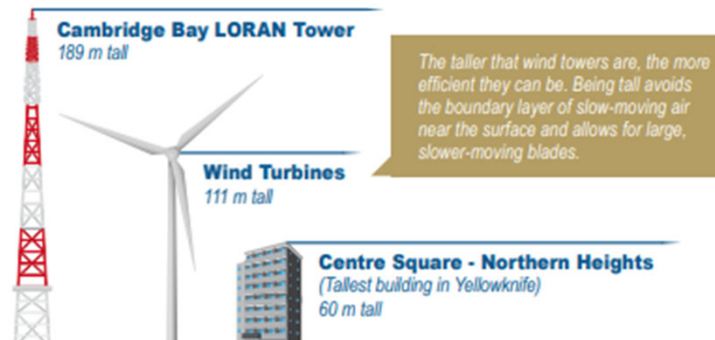 Cambridge Bay LORAN Tower
189 m tall
The taller that wind towers are, the more
efficient they can be. Being tall avoids
the boundary layer of slow-moving air
near the surface and allows for large,
slower-moving blades.
Wind Turbines
111 m tall
Centre Square - Northern Heights
(Tallest building in Yellowknife)
60 m tall